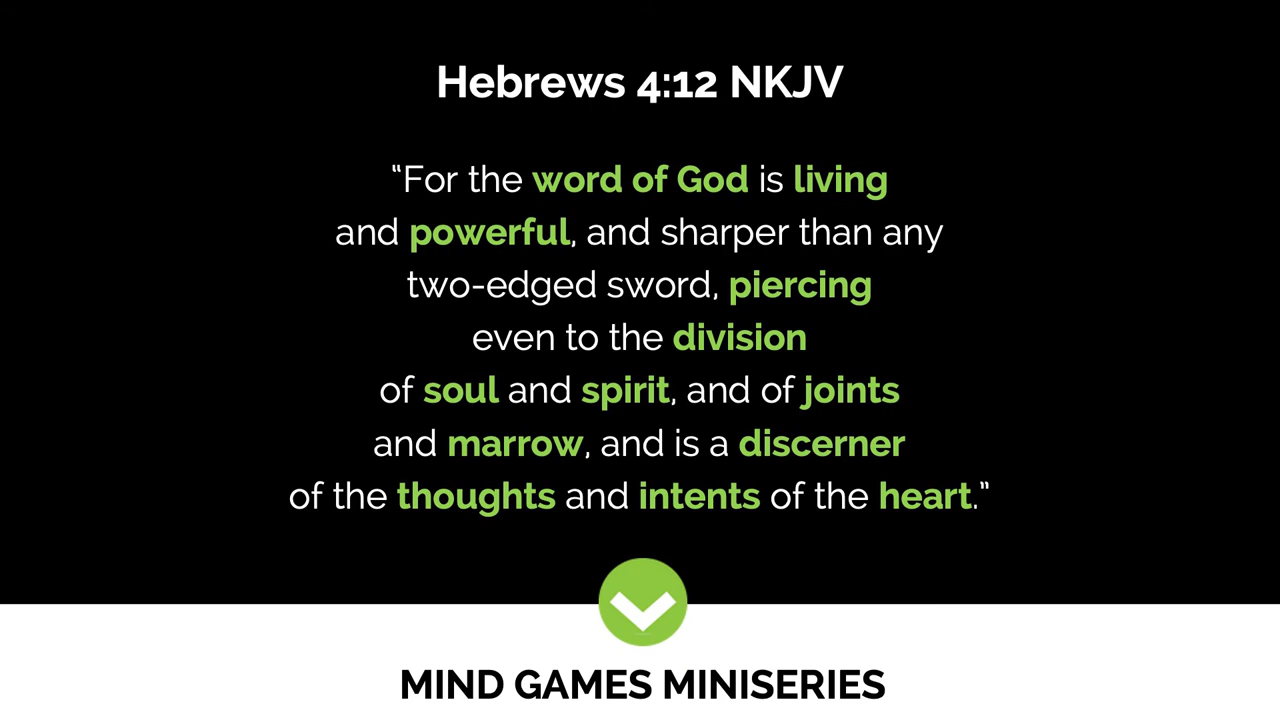 Hebrews 4:12 NKJV
“For the word of God is living
and powerful, and sharper than any
two-edged sword, piercing
even to the division
of soul and spirit, and of joints
and marrow, and is a discerner
of the thoughts and intents of the heart.”
MIND GAMES MINISERIES